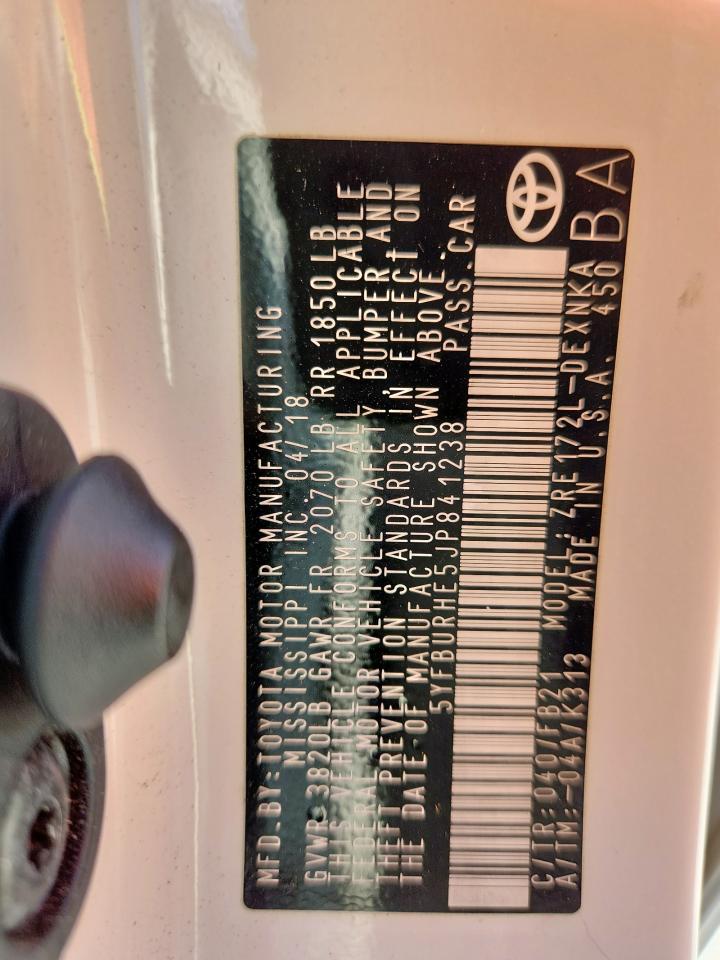 MFD.BY:TOYOTA MOTOR MANUFACTURING
MISSISSIPPI INC. 04/18
GVWR 3820LB GAWR FR 2070 LB RR 1850 LB
THIS VEHICLE CONFORMS TO ALL APPLICABLE
FEDERAL MOTOR VEHICLE SAFETY, BUMPER, AND
THEFT PREVENTION STANDARDS IN EFFECT ON
THE DATE OF MANUFACTURE SHOWN ABOVE.
5YFBURHE5JP841238 PASS.CAR
C/TR: 040/FB21 MODEL: ZRE172L-DEXNKA
A/TM: -04A/K313 MADE IN U.S.A. 450 BA